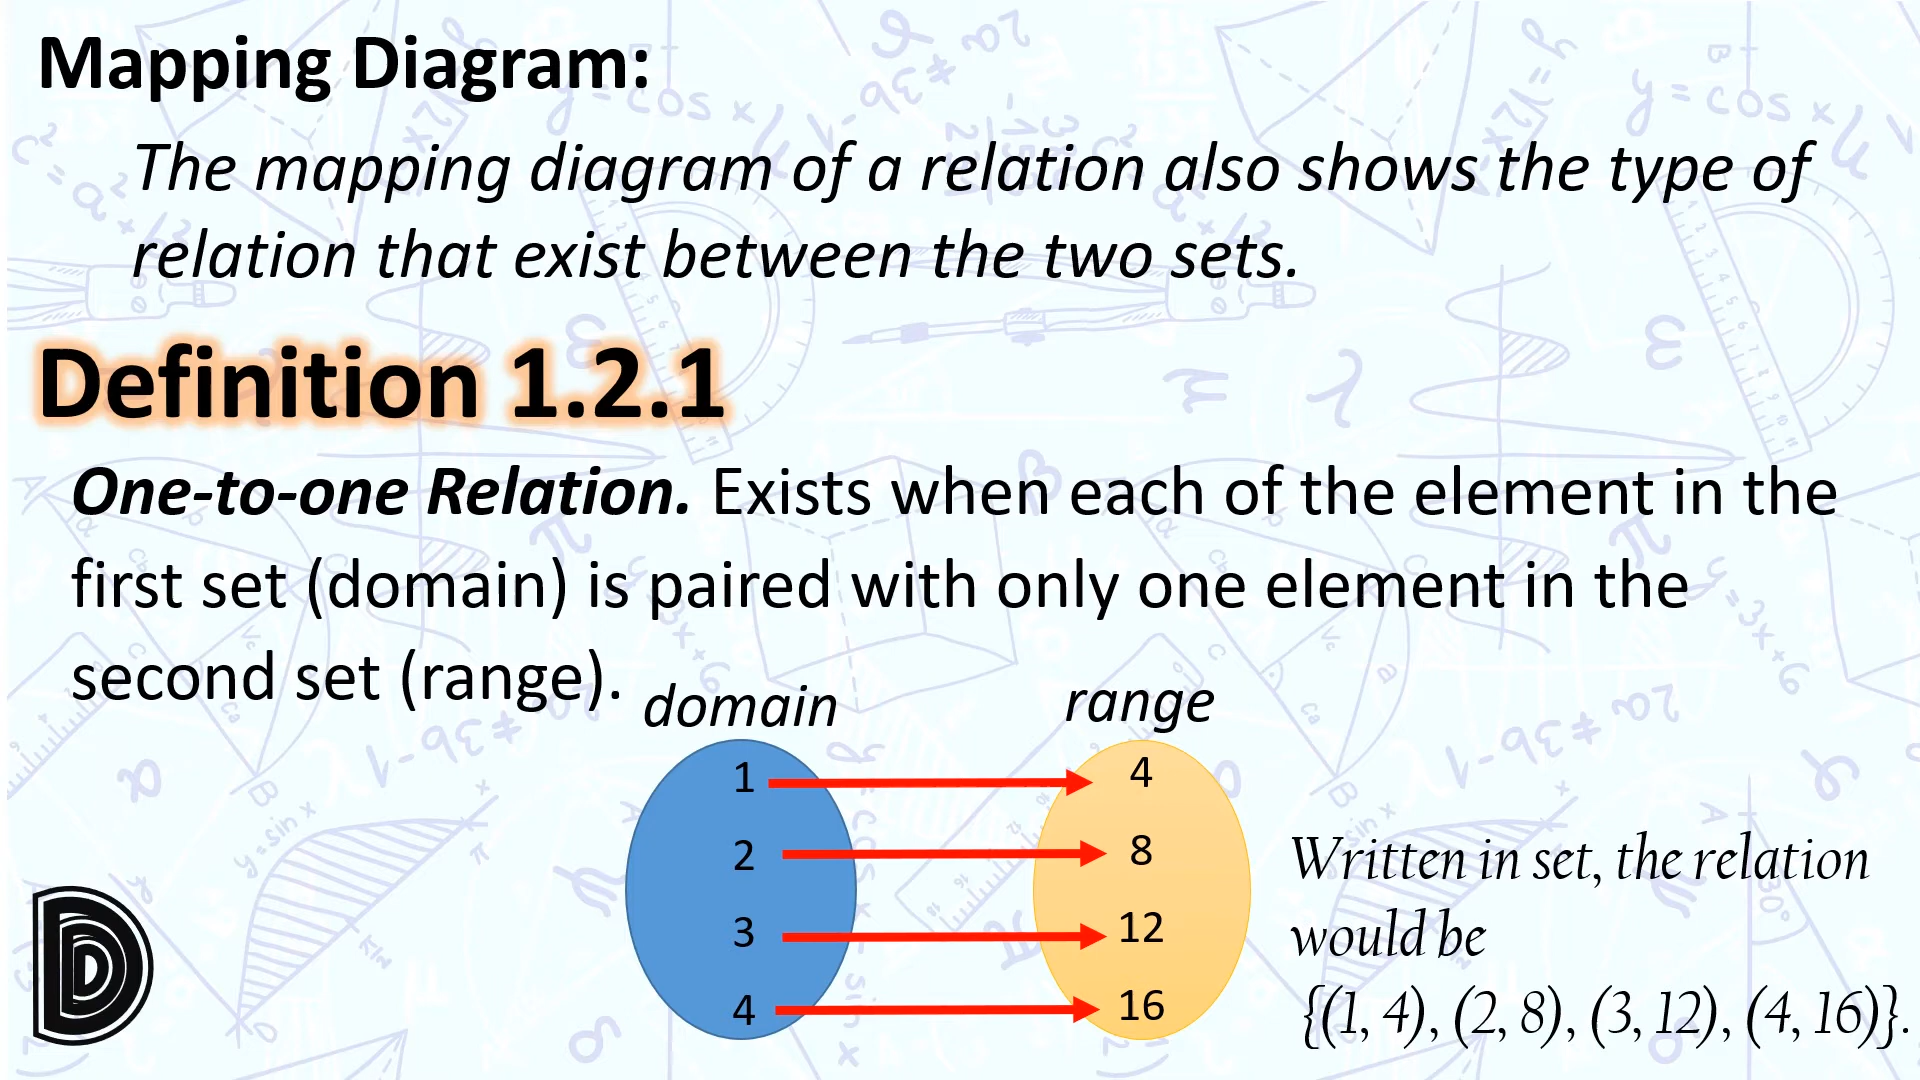 Mapping Diagram:
The mapping diagram of a relation also shows the type of
relation that exist between the two sets.
Definition 1.2.1
One-to-one Relation. Exists when each of the element in the
first set (domain) is paired with only one element in the
second set (range).
domain
range
1
4
2
8
3
12
4
16
Written in set, the relation
would be
{(1, 4), (2, 8), (3, 12), (4, 16)}.
D